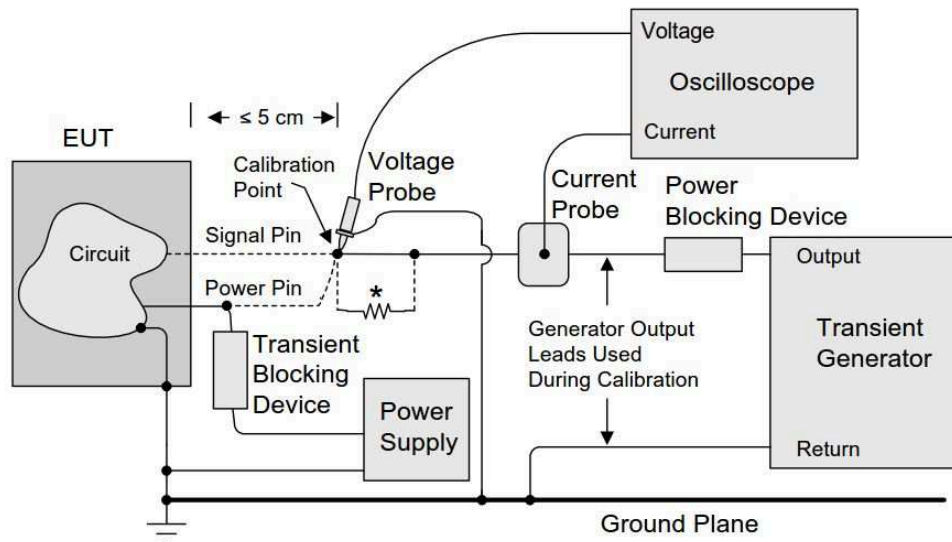 Voltage
Oscilloscope
Current
≤ 5 cm
EUT
Calibration
Point
Voltage
Probe
Current
Probe
Power
Blocking Device
Signal Pin
Circuit
Power Pin
*
Output
Transient
Generator
Generator Output
Leads Used
During Calibration
Transient
Blocking
Device
Power
Supply
Return
Ground Plane